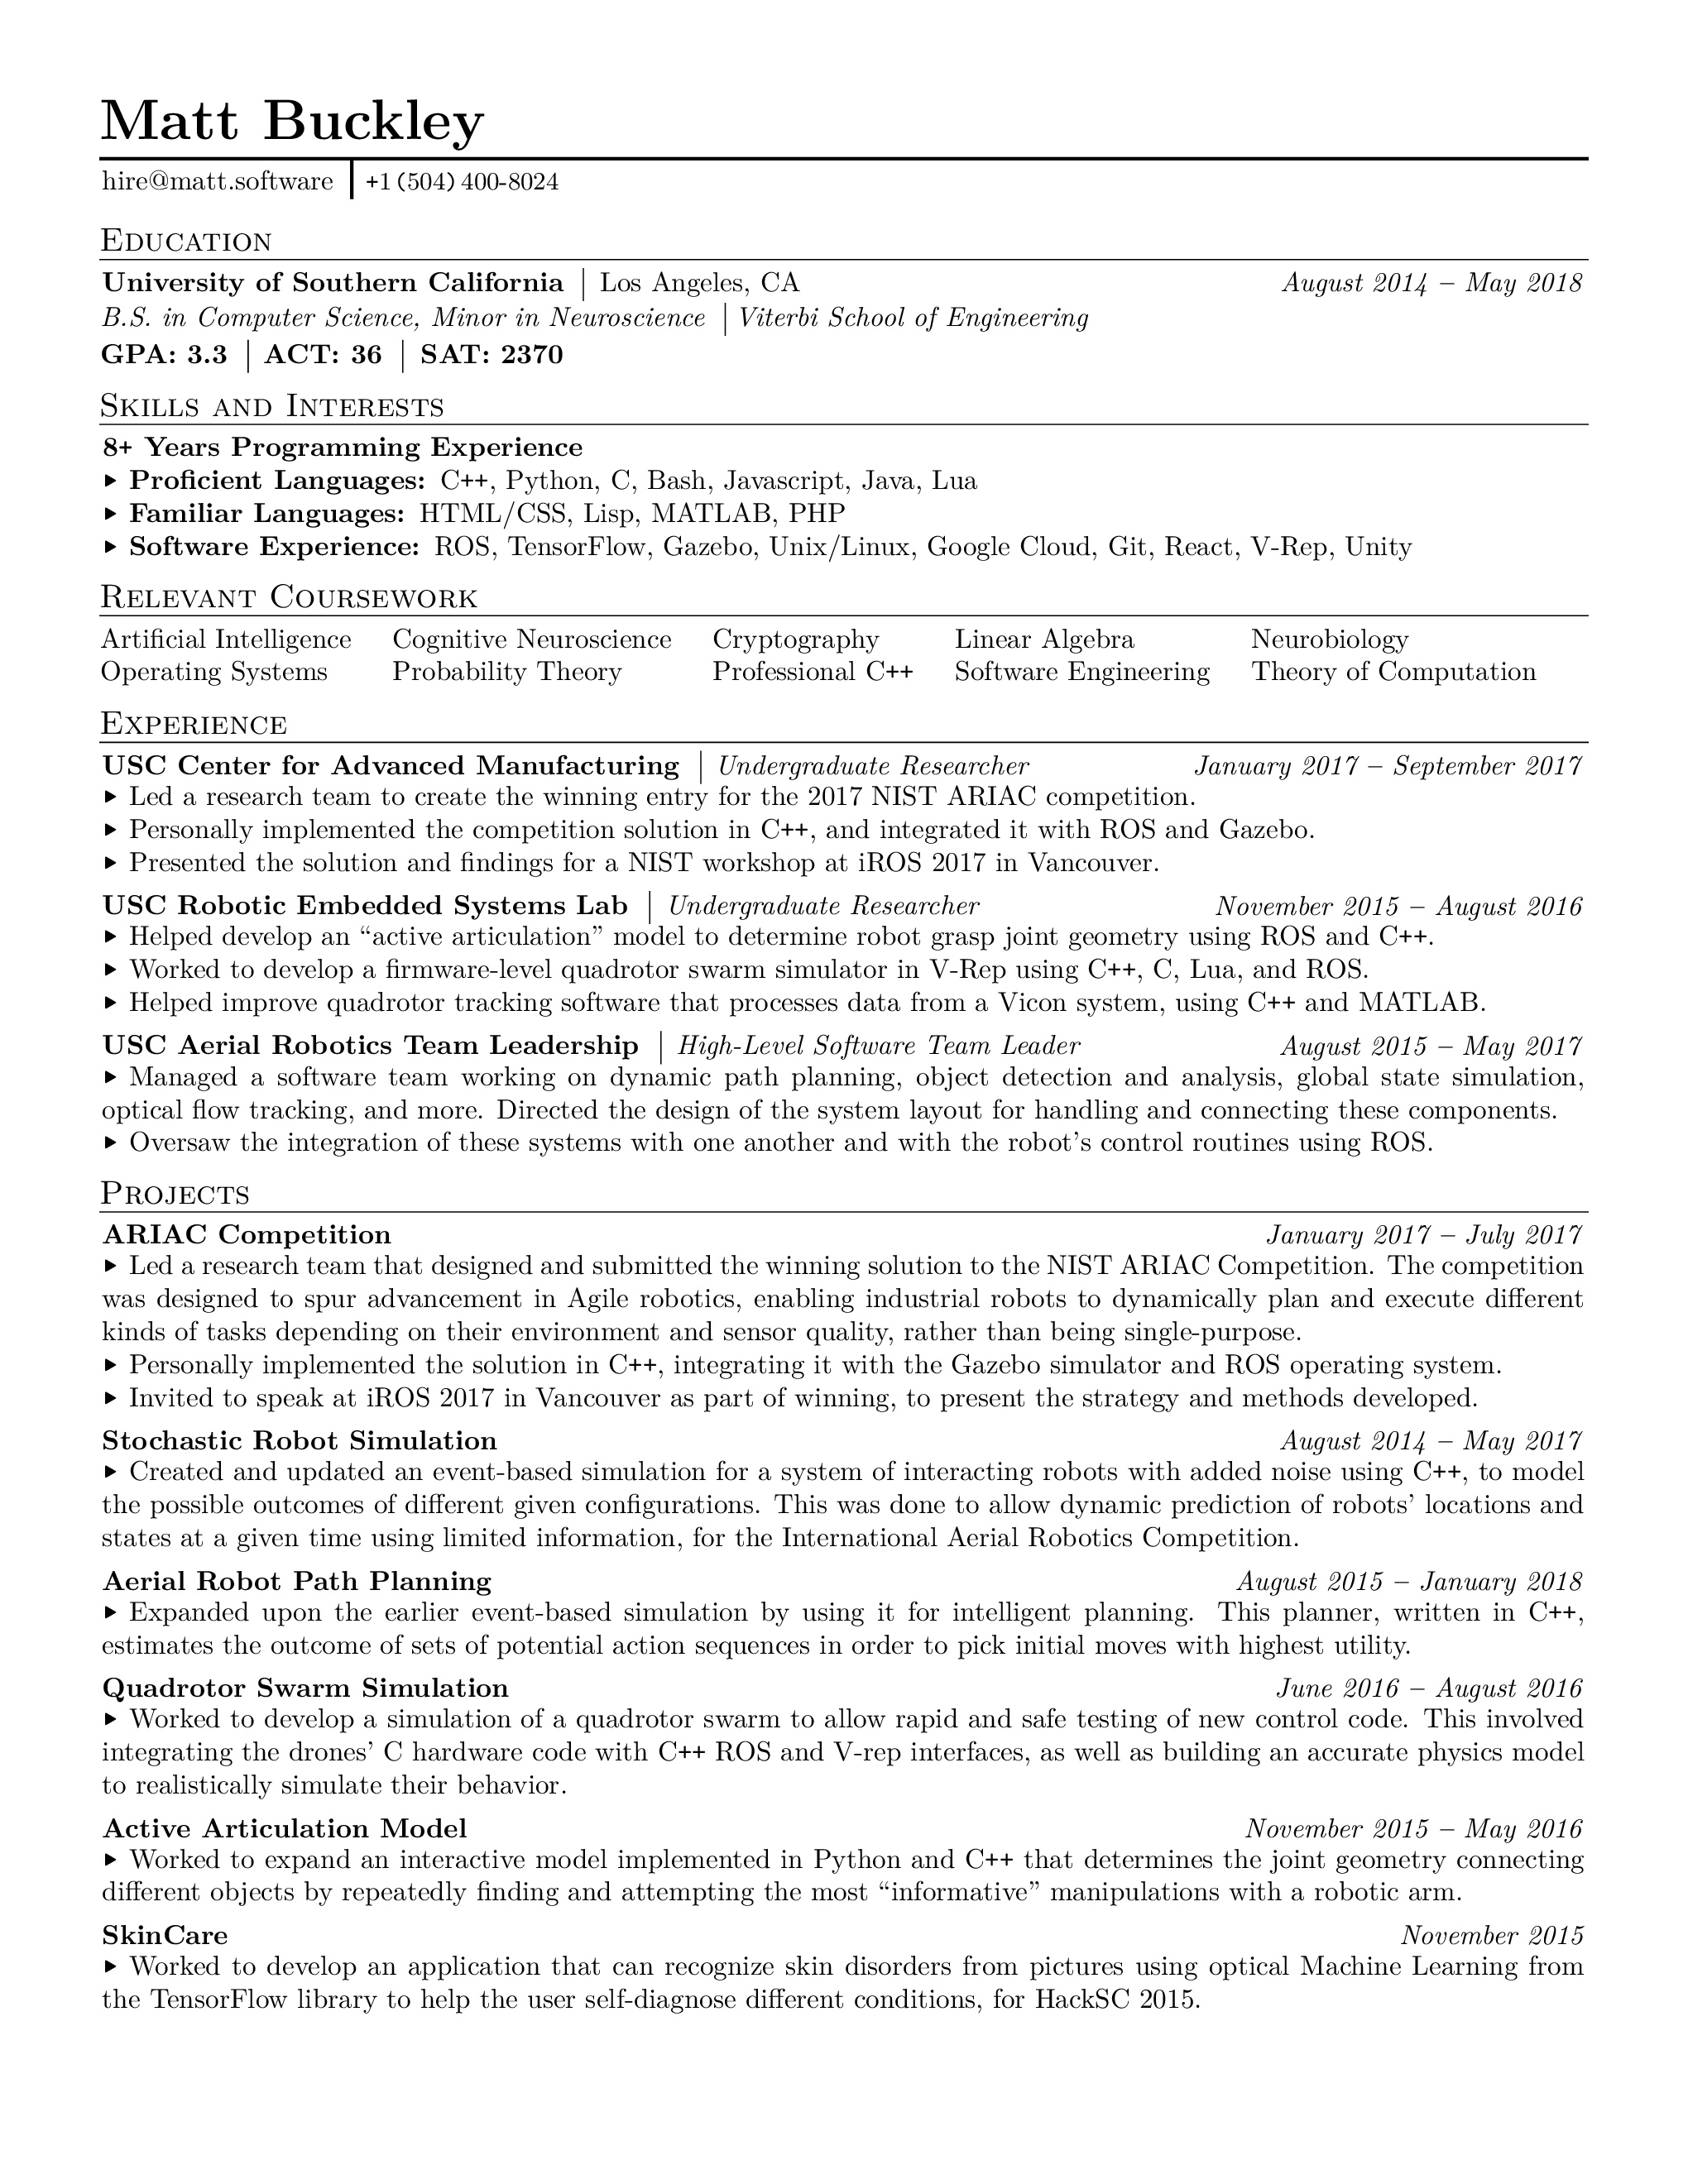 Matt Buckley
hire@matt.software | +1 (504) 400-8024
Education
University of Southern California | Los Angeles, CA August 2014 – May 2018
B.S. in Computer Science, Minor in Neuroscience | Viterbi School of Engineering
GPA: 3.3 | ACT: 36 | SAT: 2370
Skills and Interests
8+ Years Programming Experience
▸ Proficient Languages: C++, Python, C, Bash, Javascript, Java, Lua
▸ Familiar Languages: HTML/CSS, Lisp, MATLAB, PHP
▸ Software Experience: ROS, TensorFlow, Gazebo, Unix/Linux, Google Cloud, Git, React, V-Rep, Unity
Relevant Coursework
Artificial Intelligence Cognitive Neuroscience Cryptography Linear Algebra Neurobiology
Operating Systems Probability Theory Professional C++ Software Engineering Theory of Computation
Experience
USC Center for Advanced Manufacturing | Undergraduate Researcher January 2017 – September 2017
▸ Led a research team to create the winning entry for the 2017 NIST ARIAC competition.
▸ Personally implemented the competition solution in C++, and integrated it with ROS and Gazebo.
▸ Presented the solution and findings for a NIST workshop at iROS 2017 in Vancouver.
USC Robotic Embedded Systems Lab | Undergraduate Researcher November 2015 – August 2016
▸ Helped develop an “active articulation” model to determine robot grasp joint geometry using ROS and C++.
▸ Worked to develop a firmware-level quadrotor swarm simulator in V-Rep using C++, C, Lua, and ROS.
▸ Helped improve quadrotor tracking software that processes data from a Vicon system, using C++ and MATLAB.
USC Aerial Robotics Team Leadership | High-Level Software Team Leader August 2015 – May 2017
▸ Managed a software team working on dynamic path planning, object detection and analysis, global state simulation,
optical flow tracking, and more. Directed the design of the system layout for handling and connecting these components.
▸ Oversaw the integration of these systems with one another and with the robot’s control routines using ROS.
Projects
ARIAC Competition January 2017 – July 2017
▸ Led a research team that designed and submitted the winning solution to the NIST ARIAC Competition. The competition
was designed to spur advancement in Agile robotics, enabling industrial robots to dynamically plan and execute different
kinds of tasks depending on their environment and sensor quality, rather than being single-purpose.
▸ Personally implemented the solution in C++, integrating it with the Gazebo simulator and ROS operating system.
▸ Invited to speak at iROS 2017 in Vancouver as part of winning, to present the strategy and methods developed.
Stochastic Robot Simulation August 2014 – May 2017
▸ Created and updated an event-based simulation for a system of interacting robots with added noise using C++, to model
the possible outcomes of different given configurations. This was done to allow dynamic prediction of robots’ locations and
states at a given time using limited information, for the International Aerial Robotics Competition.
Aerial Robot Path Planning August 2015 – January 2018
▸ Expanded upon the earlier event-based simulation by using it for intelligent planning. This planner, written in C++,
estimates the outcome of sets of potential action sequences in order to pick initial moves with highest utility.
Quadrotor Swarm Simulation June 2016 – August 2016
▸ Worked to develop a simulation of a quadrotor swarm to allow rapid and safe testing of new control code. This involved
integrating the drones’ C hardware code with C++ ROS and V-rep interfaces, as well as building an accurate physics model
to realistically simulate their behavior.
Active Articulation Model November 2015 – May 2016
▸ Worked to expand an interactive model implemented in Python and C++ that determines the joint geometry connecting
different objects by repeatedly finding and attempting the most “informative” manipulations with a robotic arm.
SkinCare November 2015
▸ Worked to develop an application that can recognize skin disorders from pictures using optical Machine Learning from
the TensorFlow library to help the user self-diagnose different conditions, for HackSC 2015.